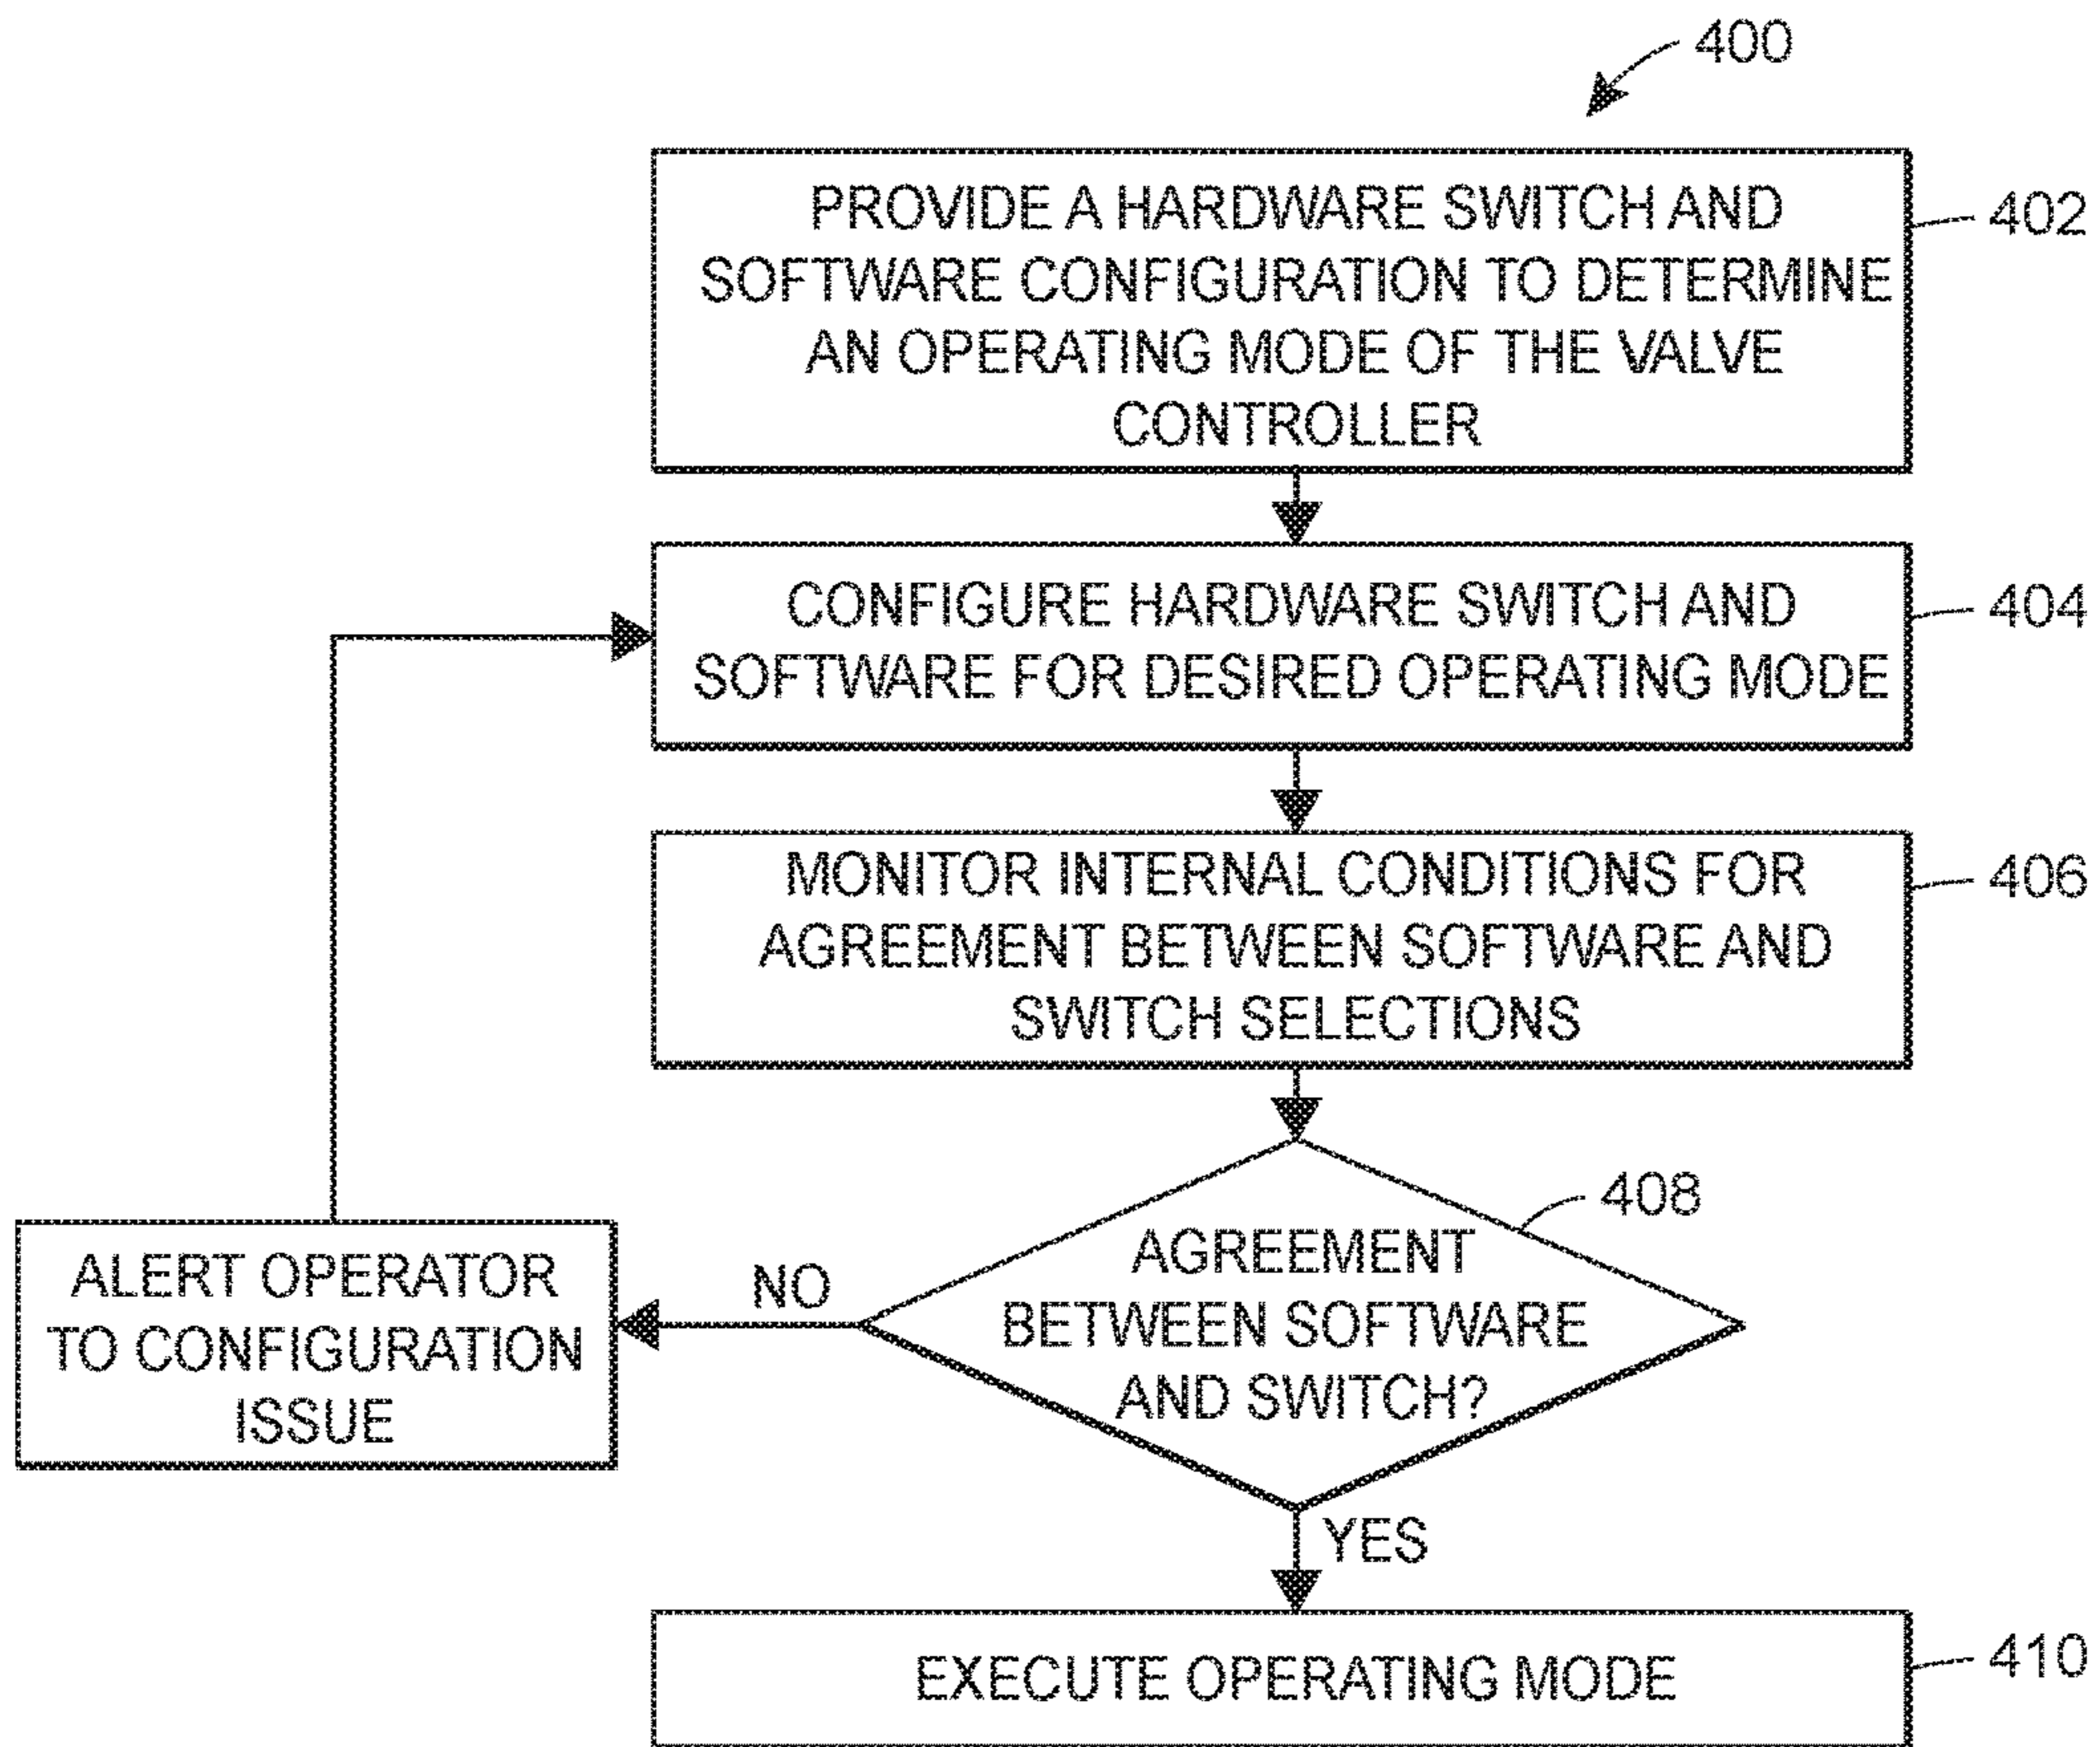 400
PROVIDE A HARDWARE SWITCH AND
SOFTWARE CONFIGURATION TO DETERMINE
AN OPERATING MODE OF THE VALVE
CONTROLLER
402
CONFIGURE HARDWARE SWITCH AND
SOFTWARE FOR DESIRED OPERATING MODE
404
MONITOR INTERNAL CONDITIONS FOR
AGREEMENT BETWEEN SOFTWARE AND
SWITCH SELECTIONS
406
AGREEMENT
BETWEEN SOFTWARE
AND SWITCH?
408
NO
ALERT OPERATOR
TO CONFIGURATION
ISSUE
YES
EXECUTE OPERATING MODE
410